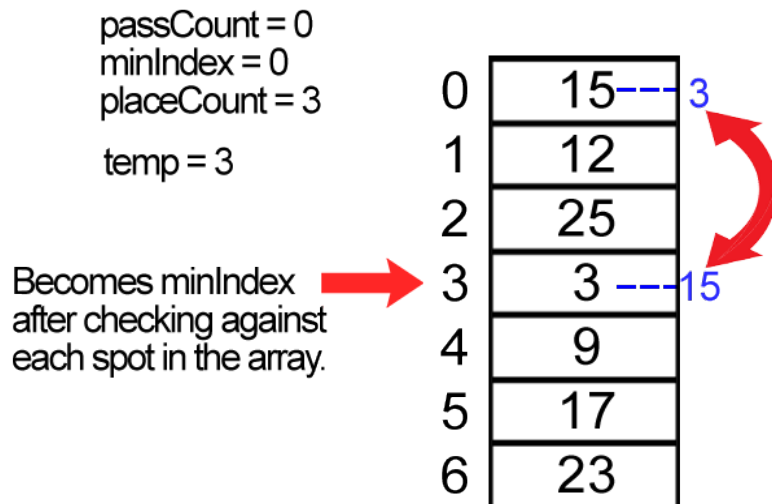 passCount = 0
minIndex = 0
placeCount = 3
temp = 3
0 15 3
1 12
2 25
Becomes minIndex
after checking against
each spot in the array.
3 3 15
4 9
5 17
6 23